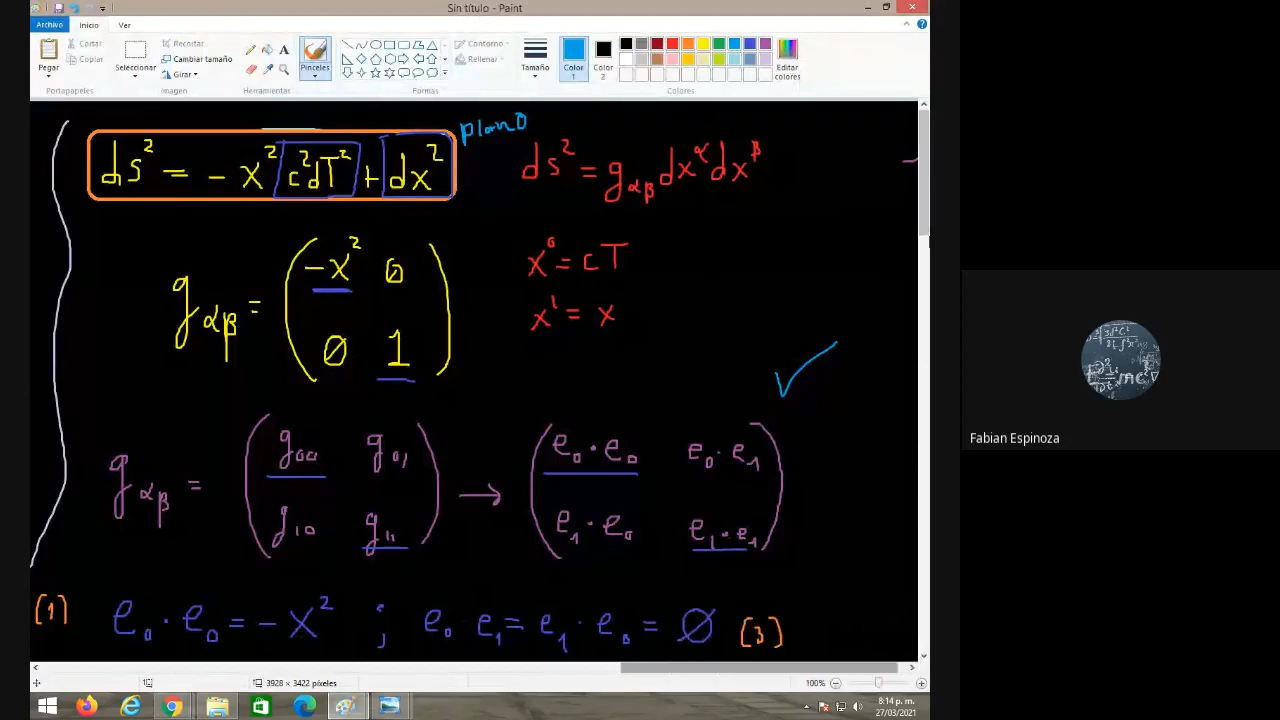 Sin título - Paint
Archivo Inicio Ver
Pegar
Cortar
Copiar
Portapapeles
Seleccionar
Recortar
Cambiar tamaño
Girar
Imagen
Herramientas
Pinceles
Formas
Contorno
Rellenar
Tamaño
Color 1
Color 2
Editar colores
Colores
ds² = -x² c²dT² + dx²
plano
ds² = gαβ dx^α dx^β
gαβ = ( -x² 0
0 1 )
x⁰ = cT
x¹ = x
gαβ = ( g₀₀ g₀₁
g₁₀ g₁₁ )
→ ( e₀·e₀ e₀·e₁
e₁·e₀ e₁·e₁ )
(1) e₀·e₀ = -x² ; e₀·e₁ = e₁·e₀ = Ø (3)
3928 × 3422 píxeles
100%
8:14 p. m.
27/03/2021
Fabian Espinoza